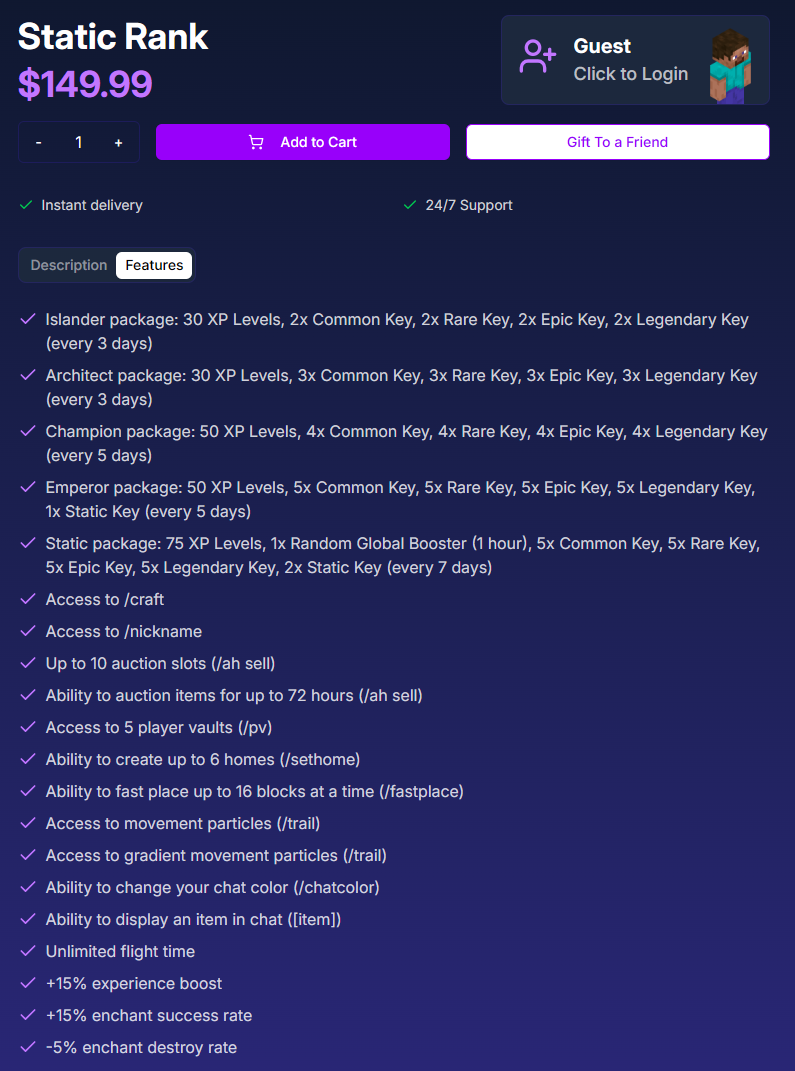 Static Rank
$149.99
Guest
Click to Login
- 1 +
Add to Cart
Gift To a Friend
Instant delivery
24/7 Support
Description
Features
Islander package: 30 XP Levels, 2x Common Key, 2x Rare Key, 2x Epic Key, 2x Legendary Key
(every 3 days)
Architect package: 30 XP Levels, 3x Common Key, 3x Rare Key, 3x Epic Key, 3x Legendary Key
(every 3 days)
Champion package: 50 XP Levels, 4x Common Key, 4x Rare Key, 4x Epic Key, 4x Legendary Key
(every 5 days)
Emperor package: 50 XP Levels, 5x Common Key, 5x Rare Key, 5x Epic Key, 5x Legendary Key,
1x Static Key (every 5 days)
Static package: 75 XP Levels, 1x Random Global Booster (1 hour), 5x Common Key, 5x Rare Key,
5x Epic Key, 5x Legendary Key, 2x Static Key (every 7 days)
Access to /craft
Access to /nickname
Up to 10 auction slots (/ah sell)
Ability to auction items for up to 72 hours (/ah sell)
Access to 5 player vaults (/pv)
Ability to create up to 6 homes (/sethome)
Ability to fast place up to 16 blocks at a time (/fastplace)
Access to movement particles (/trail)
Access to gradient movement particles (/trail)
Ability to change your chat color (/chatcolor)
Ability to display an item in chat ([item])
Unlimited flight time
+15% experience boost
+15% enchant success rate
-5% enchant destroy rate